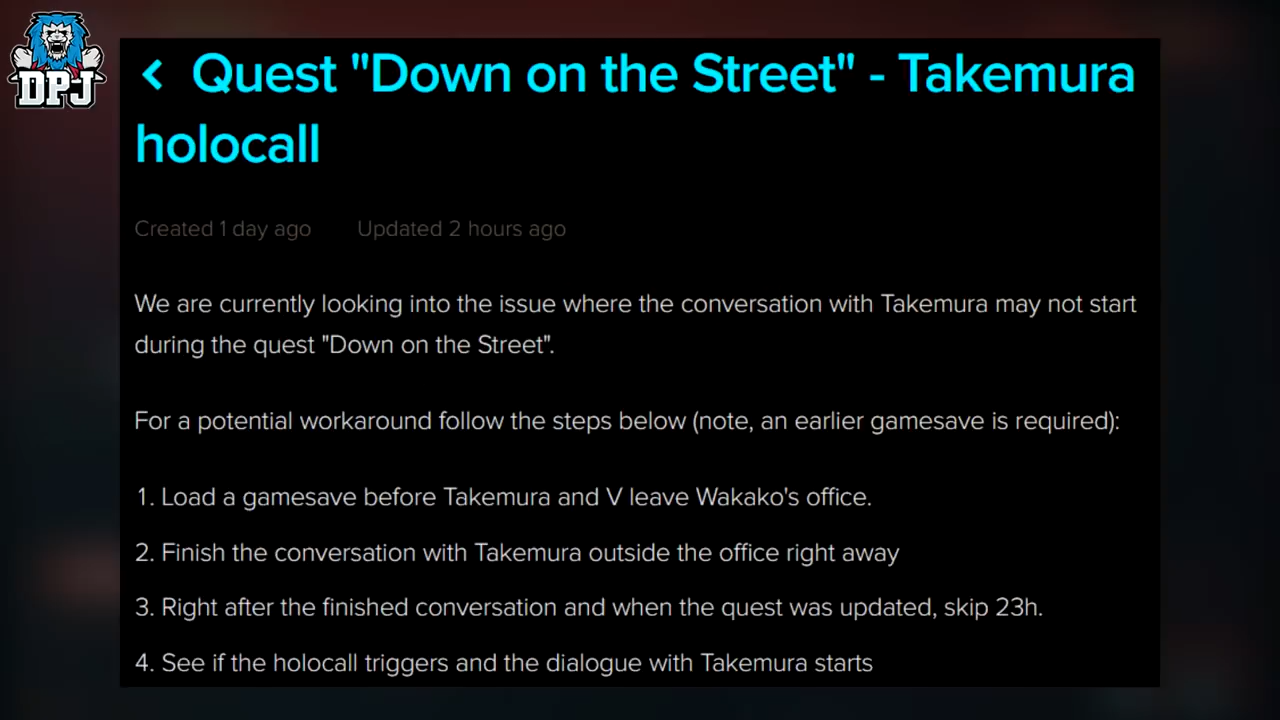 DPJ
< Quest "Down on the Street" - Takemura
holocall
Created 1 day ago Updated 2 hours ago
We are currently looking into the issue where the conversation with Takemura may not start
during the quest "Down on the Street".
For a potential workaround follow the steps below (note, an earlier gamesave is required):
1. Load a gamesave before Takemura and V leave Wakako's office.
2. Finish the conversation with Takemura outside the office right away
3. Right after the finished conversation and when the quest was updated, skip 23h.
4. See if the holocall triggers and the dialogue with Takemura starts